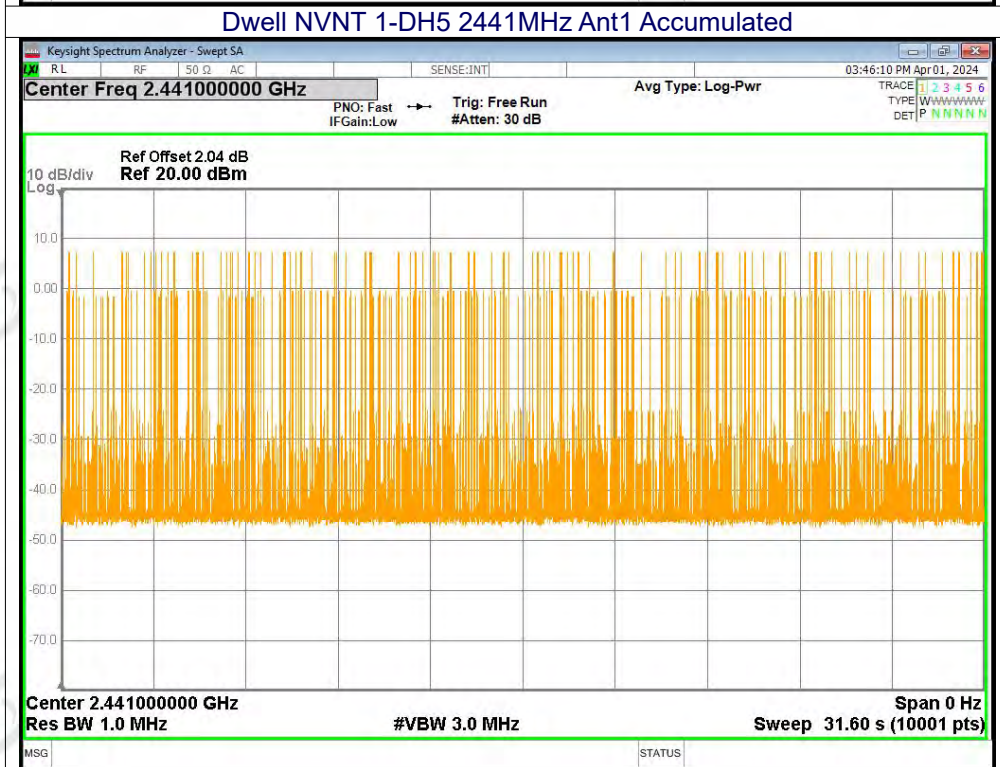 Dwell NVNT 1-DH5 2441MHz Ant1 Accumulated
Keysight Spectrum Analyzer - Swept SA
LXI RL RF 50 Ω AC SENSE:INT 03:46:10 PM Apr 01, 2024
Center Freq 2.441000000 GHz Avg Type: Log-Pwr TRACE 1 2 3 4 5 6
PNO: Fast Trig: Free Run TYPE WWWWWWW
IFGain:Low #Atten: 30 dB DET P N N N N N
Ref Offset 2.04 dB
10 dB/div Ref 20.00 dBm
Log
10.0
0.00
-10.0
-20.0
-30.0
-40.0
-50.0
-60.0
-70.0
Center 2.441000000 GHz Span 0 Hz
Res BW 1.0 MHz #VBW 3.0 MHz Sweep 31.60 s (10001 pts)
MSG STATUS